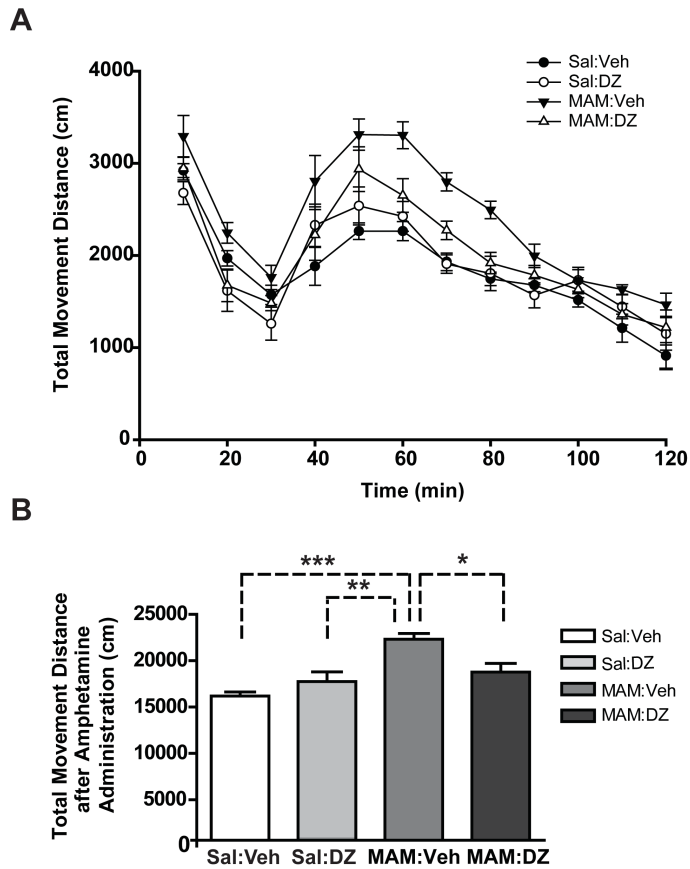 A
Sal:Veh
Sal:DZ
MAM:Veh
MAM:DZ
4000
3000
2000
1000
0
Total Movement Distance (cm)
0 20 40 60 80 100 120
Time (min)
B
*** *
**
25000
20000
15000
10000
5000
0
Total Movement Distance
after Amphetamine
Administration (cm)
Sal:Veh
Sal:DZ
MAM:Veh
MAM:DZ
Sal:Veh Sal:DZ MAM:Veh MAM:DZ